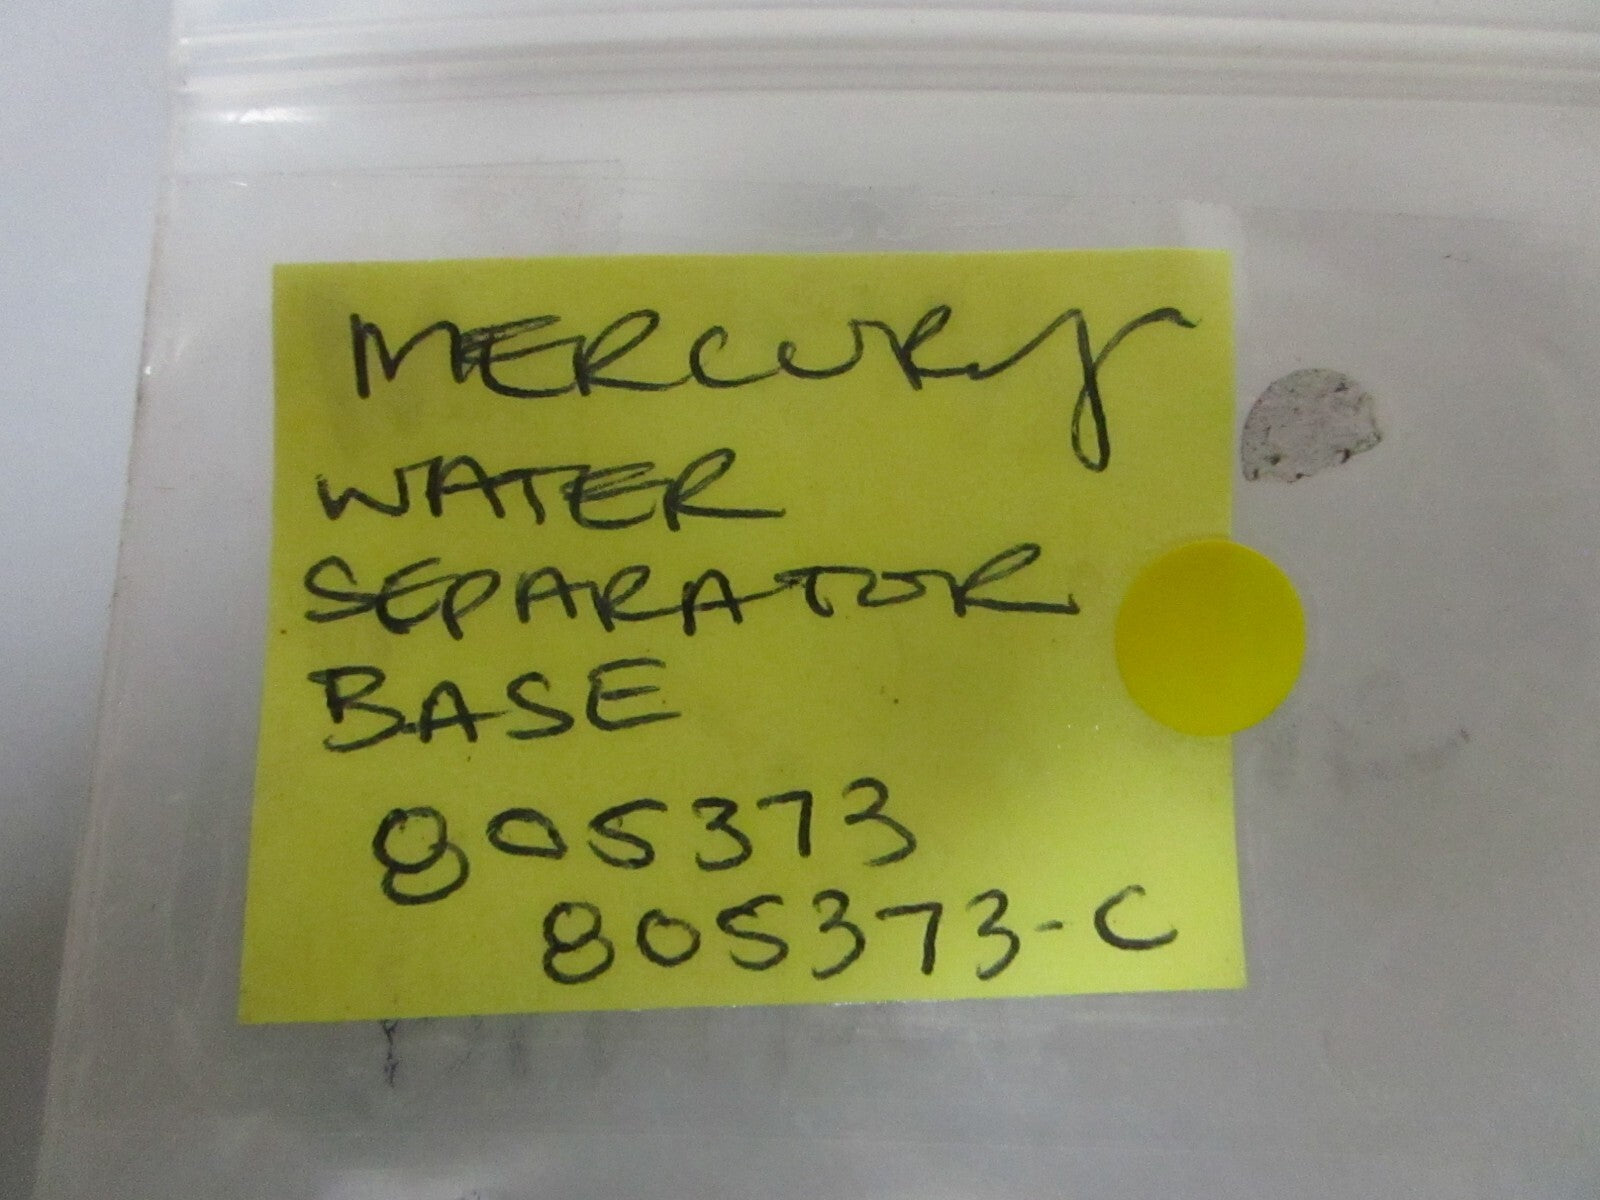 MERCURY
WATER
SEPARATOR
BASE
805373
805373-C